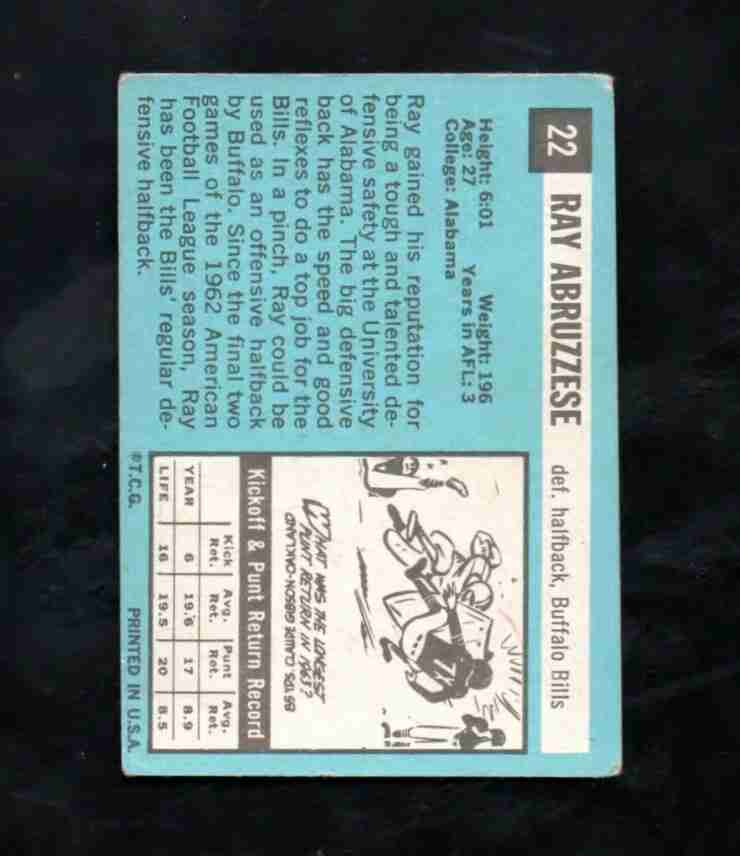 22 RAY ABRUZZESE def. halfback, Buffalo Bills
Height: 6:01 Weight: 196
Age: 27 Years in AFL: 3
College: Alabama
Ray gained his reputation for
being a tough and talented de-
fensive safety at the University
of Alabama. The big defensive
back has the speed and good
reflexes to do a top job for the
Bills. In a pinch, Ray could be
used as an offensive halfback
by Buffalo. Since the final two
games of the 1962 American
Football League season, Ray
has been the Bills' regular de-
fensive halfback.
©T.C.G.
WHAT WAS THE LONGEST
PUNT RETURN IN 1963?
85 YDS CLAUDE GIBSON-OAKLAND
Kickoff & Punt Return Record
Kick Ret. Avg. Ret. Punt Ret. Avg. Ret.
YEAR 6 19.6 17 8.9
LIFE 16 19.5 20 8.5
PRINTED IN U.S.A.